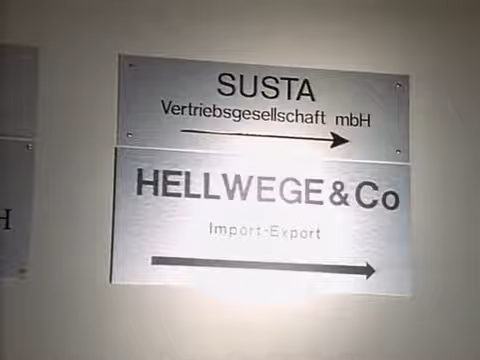 SUSTA
Vertriebsgesellschaft mbH
HELLWEGE & Co
Import-Export
H